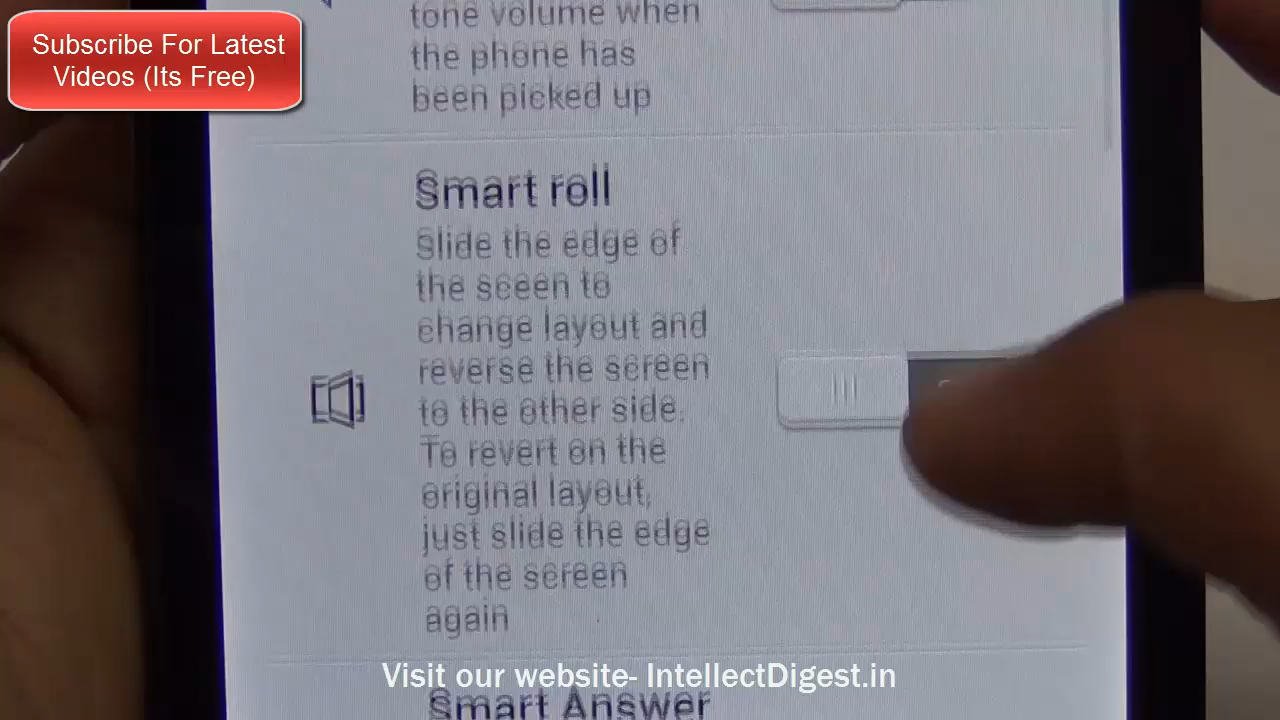 Subscribe For Latest
Videos (Its Free)
tone volume when
the phone has
been picked up
Smart roll
Slide the edge of
the sceen to
change layout and
reverse the screen
to the other side.
To revert on the
original layout,
just slide the edge
of the screen
again
Visit our website- IntellectDigest.in
Smart Answer